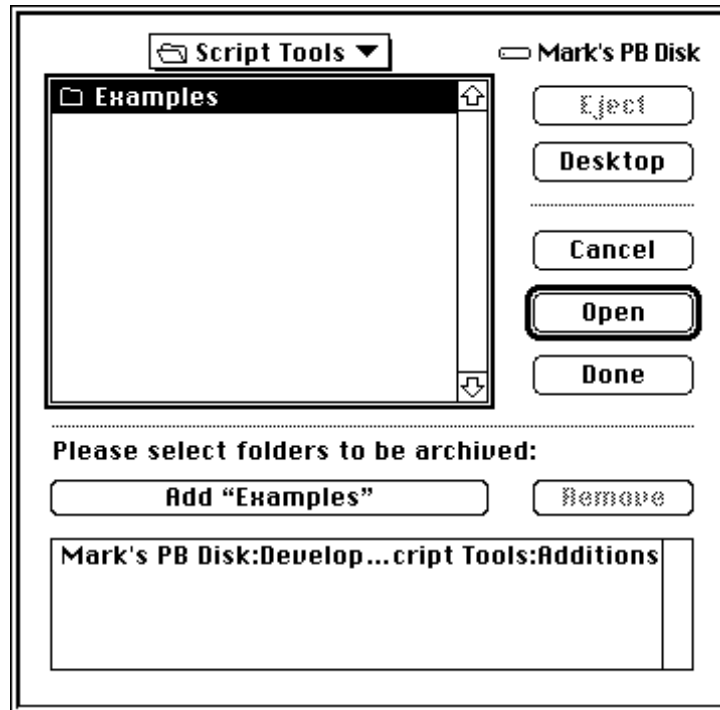 Script Tools
Mark's PB Disk
Examples
Eject
Desktop
Cancel
Open
Done
Please select folders to be archived:
Add “Examples”
Remove
Mark's PB Disk:Develop...cript Tools:Additions